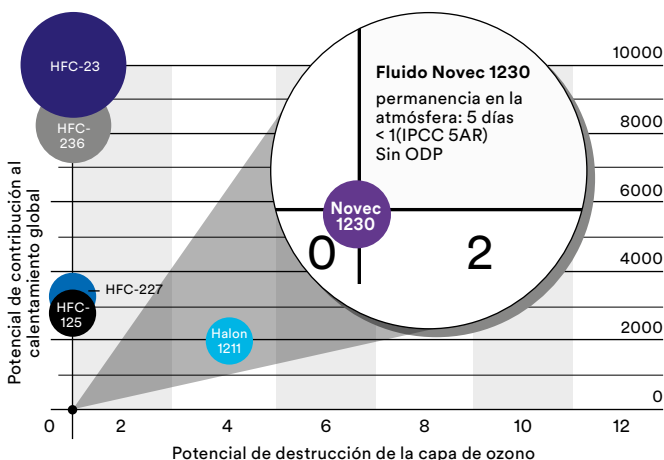 HFC-23
HFC-
236
HFC-227
HFC-
125
Halon
1211
Fluido Novec 1230
permanencia en la
atmósfera: 5 días
< 1(IPCC 5AR)
Sin ODP
Novec
1230
0
2
10000
8000
6000
4000
2000
0
Potencial de contribución al
calentamiento global
0 2 4 6 8 10 12
Potencial de destrucción de la capa de ozono